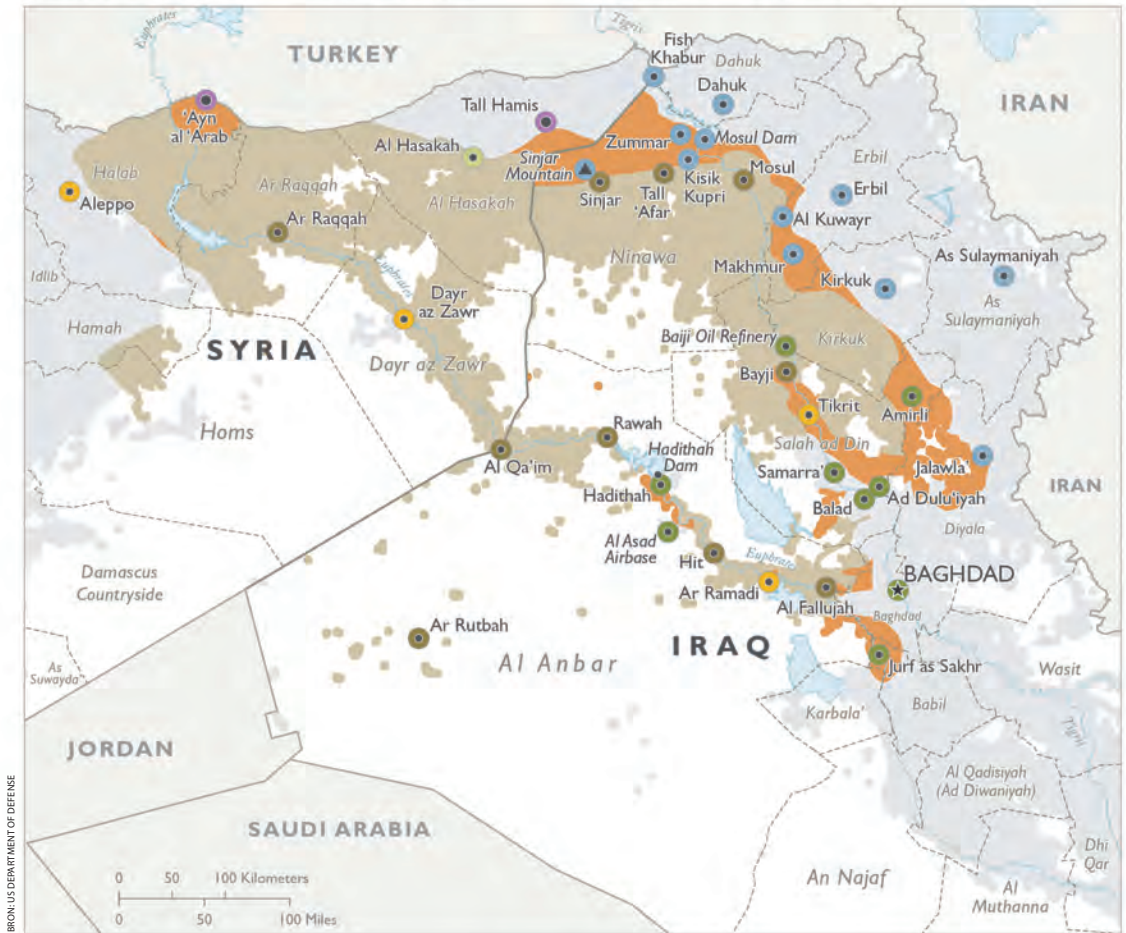 Euphrates
TURKEY
Tigris
Fish
Khabur
Dahuk
Dahuk
IRAN
'Ayn
al 'Arab
Tall Hamis
Zummar
Mosul Dam
Al Hasakah
Sinjar
Mountain
Mosul
Erbil
Halab
Ar Raqqah
Al Hasakah
Sinjar
Tall
'Afar
Kisik
Kupri
Erbil
Aleppo
Ar Raqqah
Al Kuwayr
Ninawa
Makhmur
As Sulaymaniyah
Idlib
Euphrates
Kirkuk
As
Sulaymaniyah
Dayr
az Zawr
Hamah
SYRIA
Baiji Oil Refinery
Kirkuk
Dayr az Zawr
Bayji
Tikrit
Amirli
Homs
Rawah
Salah ad Din
Al Qa'im
Hadithah
Dam
Samarra'
Jalawla'
IRAN
Hadithah
Balad
Ad Dulu'iyah
Diyala
Al Asad
Airbase
Hit
Euphrate
Damascus
Countryside
Ar Ramadi
BAGHDAD
Al Fallujah
Baghdad
Ar Rutbah
IRAQ
Al Anbar
Jurf as Sakhr
Wasit
As
Suwayda"
Karbala'
Babil
Tigris
JORDAN
Al Qadisiyah
(Ad Diwaniyah)
SAUDI ARABIA
Dhi
Qar
0 50 100 Kilometers
0 50 100 Miles
An Najaf
Al
Muthanna
BRON: US DEPARTMENT OF DEFENSE